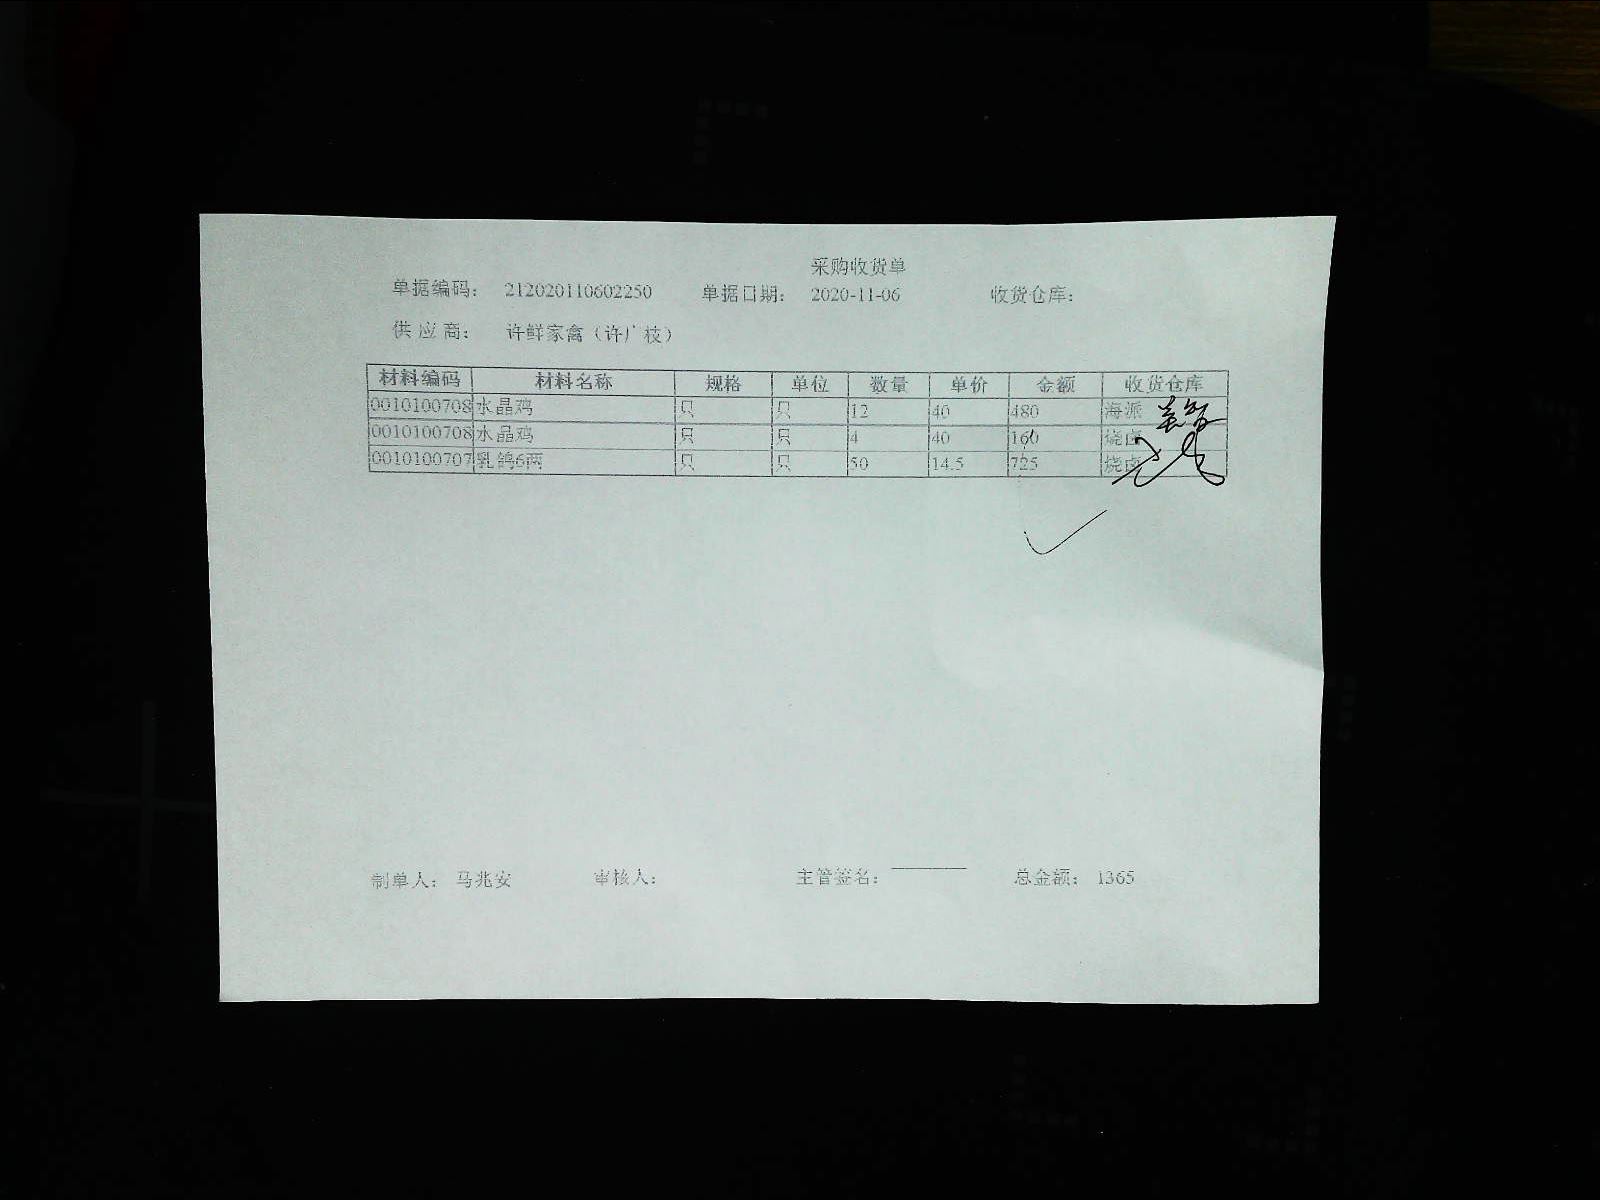 采购收货单
单据编码： 212020110602250 单据日期： 2020-11-06 收货仓库：
供 应 商： 许鲜家禽（许广枝）
材料编码 材料名称 规格 单位 数量 单价 金额 收货仓库
0010100708 水晶鸡 只 只 12 40 480 海派
0010100708 水晶鸡 只 只 4 40 160 烧卤
0010100707 乳鸽6两 只 只 50 14.5 725 烧卤
制单人： 马兆安 审核人： 主管签名： 总金额： 1365